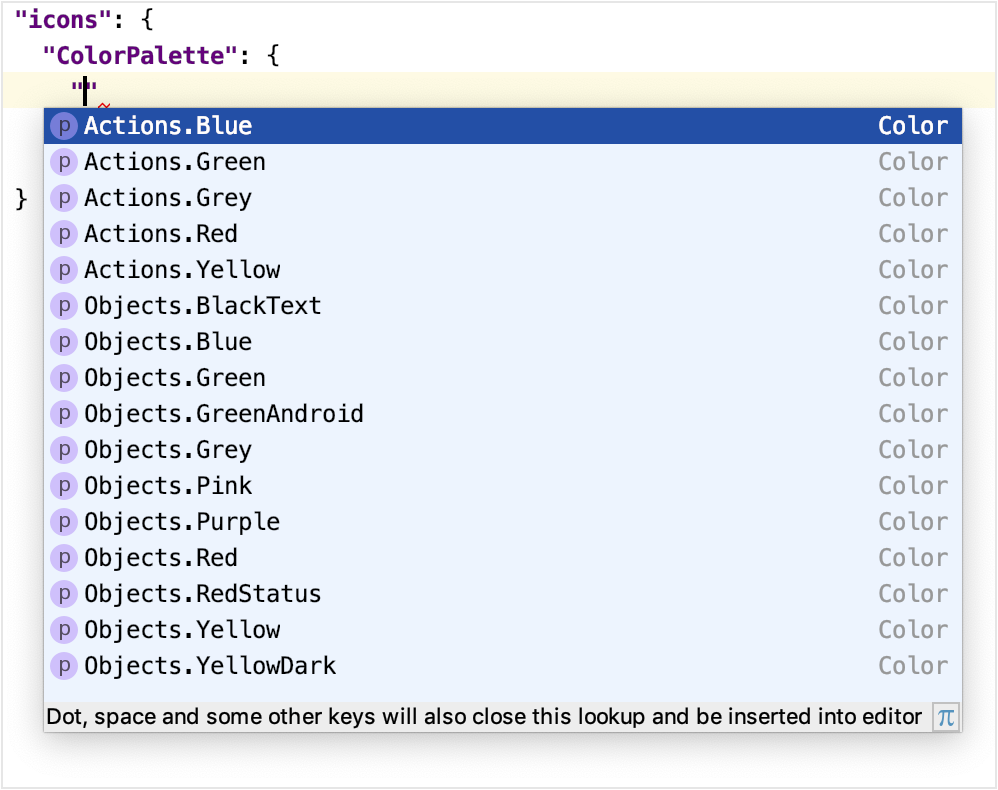 "icons": {
"ColorPalette": {
""
p Actions.Blue Color
p Actions.Green Color
p Actions.Grey Color
}
p Actions.Red Color
p Actions.Yellow Color
p Objects.BlackText Color
p Objects.Blue Color
p Objects.Green Color
p Objects.GreenAndroid Color
p Objects.Grey Color
p Objects.Pink Color
p Objects.Purple Color
p Objects.Red Color
p Objects.RedStatus Color
p Objects.Yellow Color
p Objects.YellowDark Color
Dot, space and some other keys will also close this lookup and be inserted into editor π